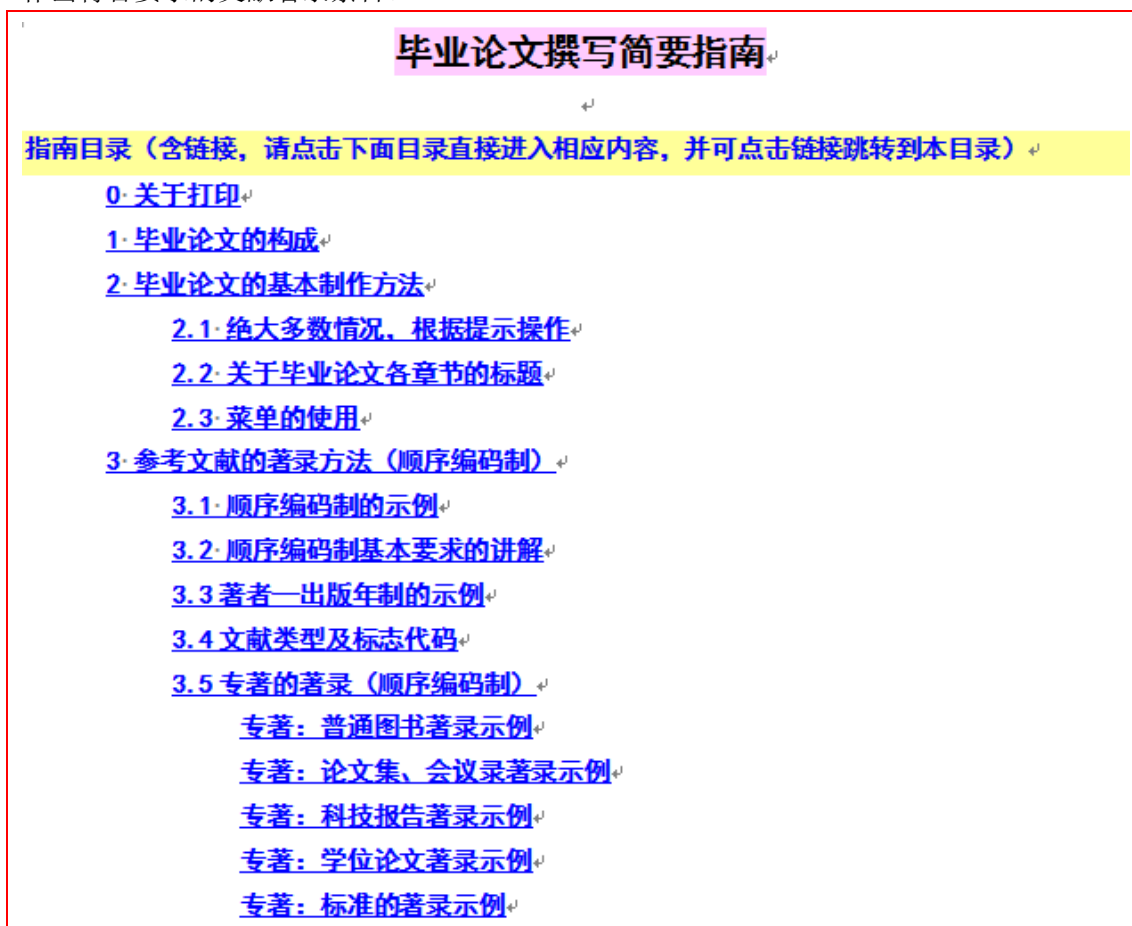 毕业论文撰写简要指南
指南目录（含链接，请点击下面目录直接进入相应内容，并可点击链接跳转到本目录）
0 关于打印
1 毕业论文的构成
2 毕业论文的基本制作方法
2.1 绝大多数情况，根据提示操作
2.2 关于毕业论文各章节的标题
2.3 菜单的使用
3 参考文献的著录方法（顺序编码制）
3.1 顺序编码制的示例
3.2 顺序编码制基本要求的讲解
3.3 著者—出版年制的示例
3.4 文献类型及标志代码
3.5 专著的著录（顺序编码制）
专著：普通图书著录示例
专著：论文集、会议录著录示例
专著：科技报告著录示例
专著：学位论文著录示例
专著：标准的著录示例